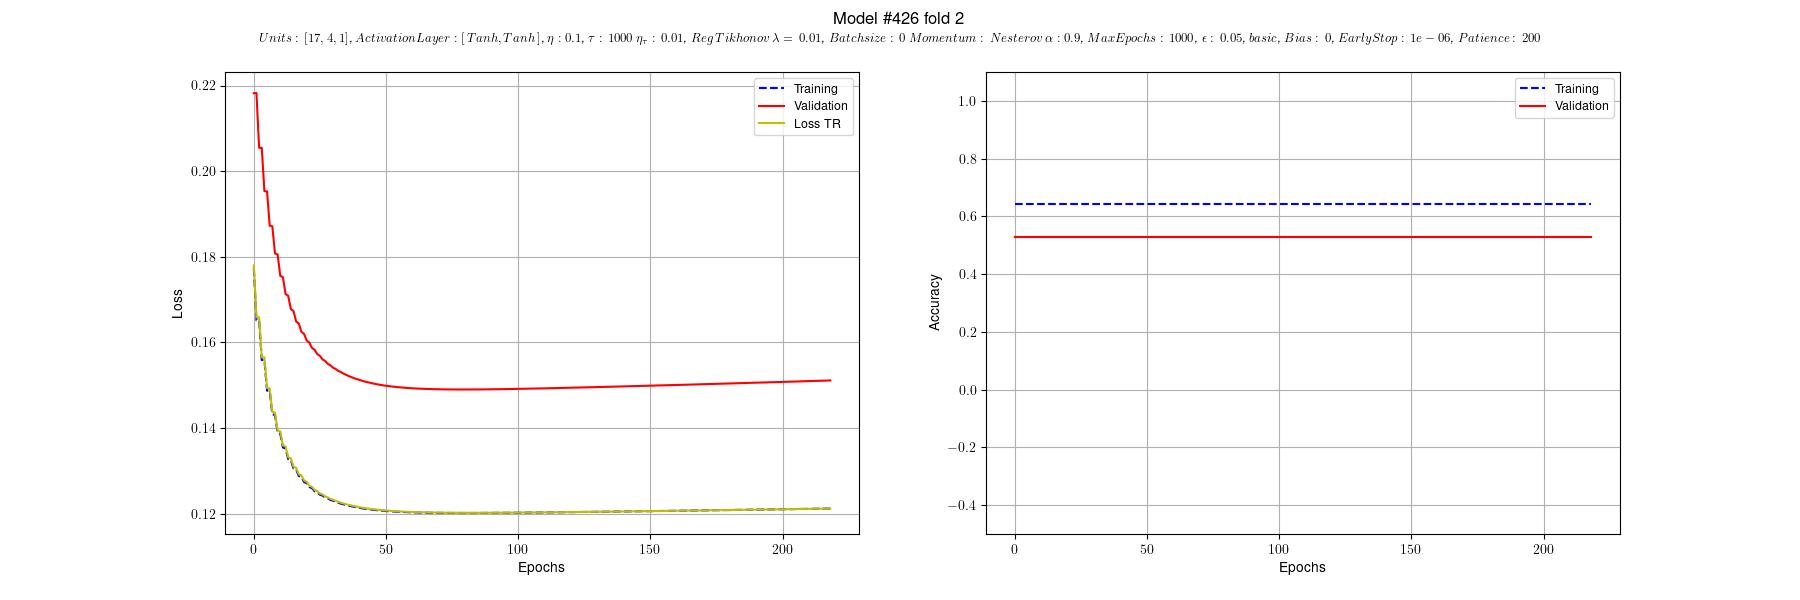 Model #426 fold 2
Units : [17, 4, 1], ActivationLayer : [Tanh, Tanh], η : 0.1, τ : 1000 ητ : 0.01, RegTikhonov λ = 0.01, Batchsize : 0 Momentum : Nesterov α : 0.9, MaxEpochs : 1000, ϵ : 0.05, basic, Bias : 0, EarlyStop : 1e − 06, Patience : 200
Training
Validation
Loss TR
0.22
0.20
0.18
0.16
0.14
0.12
Loss
0 50 100 150 200
Epochs
Training
Validation
1.0
0.8
0.6
0.4
0.2
0.0
−0.2
−0.4
Accuracy
0 50 100 150 200
Epochs